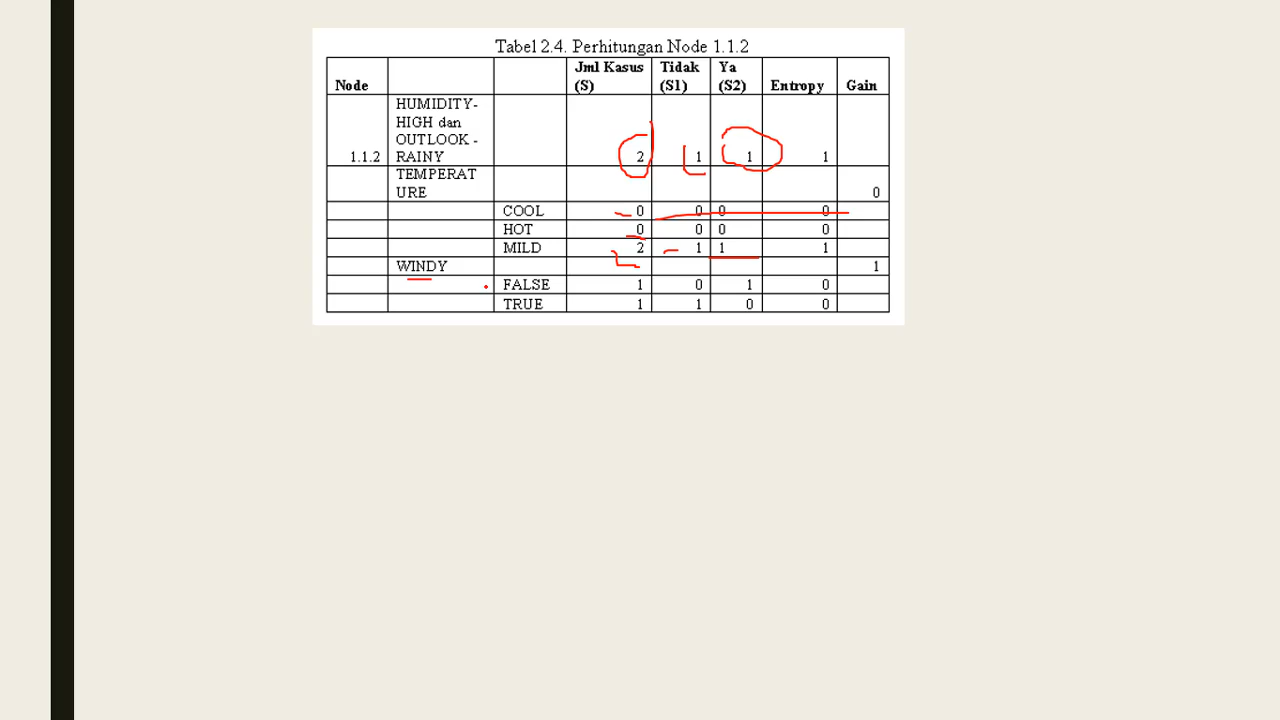 Tabel 2.4. Perhitungan Node 1.1.2
Node Jml Kasus (S) Tidak (S1) Ya (S2) Entropy Gain
1.1.2 HUMIDITY-HIGH dan OUTLOOK - RAINY 2 1 1 1
TEMPERATURE 0
COOL 0 0 0 0
HOT 0 0 0 0
MILD 2 1 1 1
WINDY 1
FALSE 1 0 1 0
TRUE 1 1 0 0